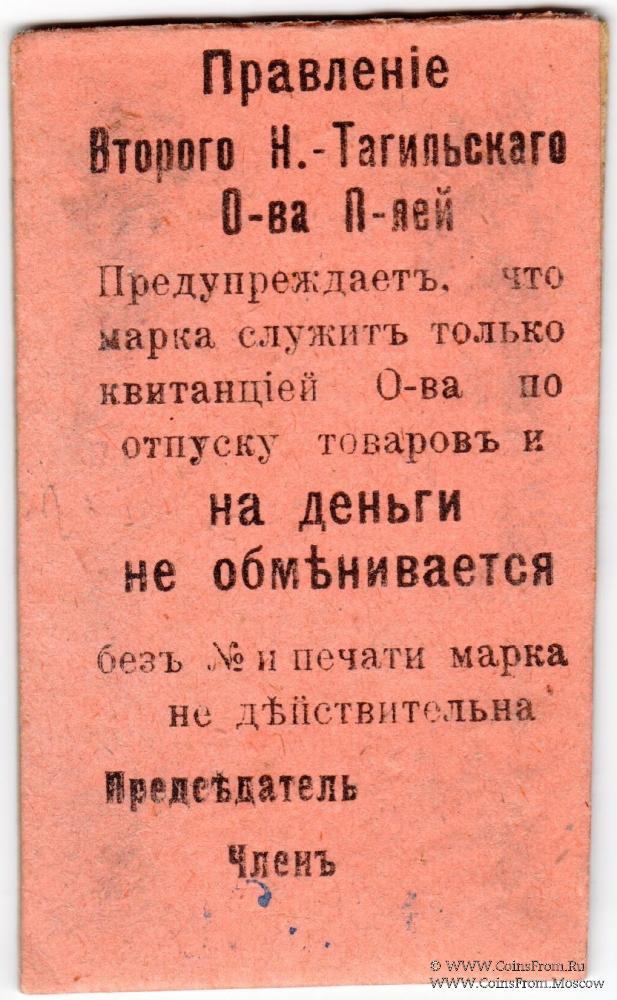 Правленіе
Второго Н.-Тагильскаго
О-ва П-лей
Предупреждаетъ, что
марка служитъ только
квитанціей О-ва по
отпуску товаровъ и
на деньги
не обмѣнивается
безъ № и печати марка
не дѣйствительна
Предсѣдатель
Членъ
© WWW.CoinsFrom.Ru
www.CoinsFrom.Moscow